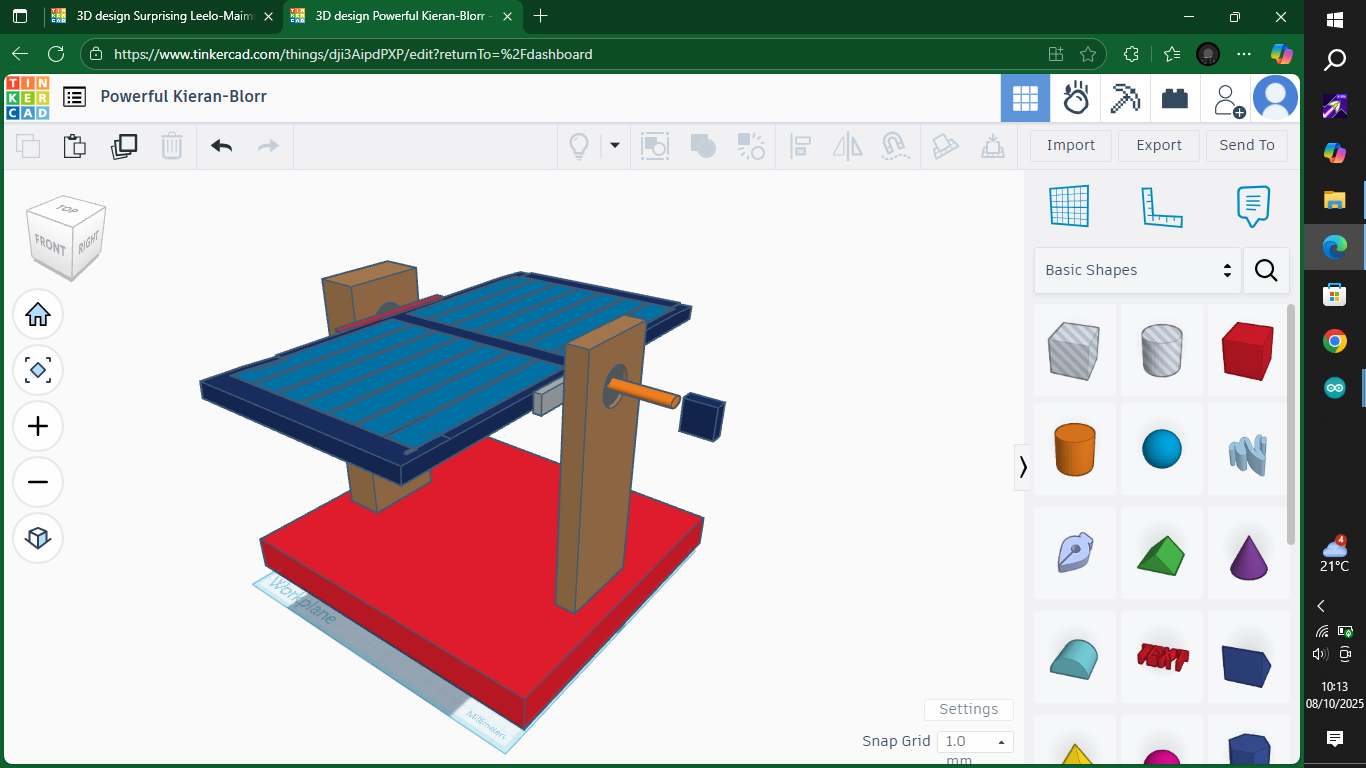 3D design Surprising Leelo-Maim
3D design Powerful Kieran-Blorr -
https://www.tinkercad.com/things/dji3AipdPXP/edit?returnTo=%2Fdashboard
TIN
KER
CAD
Powerful Kieran-Blorr
Import
Export
Send To
TOP
FRONT
RIGHT
Basic Shapes
TEXT
Workplane
Millimeters
Settings
Snap Grid
1.0
mm
4
21°C
10:13
08/10/2025